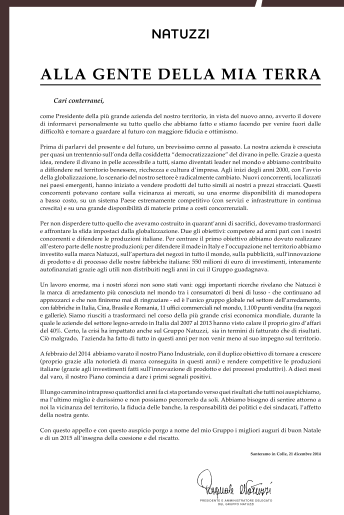 NATUZZI
ALLA GENTE DELLA MIA TERRA
Cari conterranei,
come Presidente della più grande azienda del nostro territorio, in vista del nuovo anno, avverto il dovere
di informarvi personalmente su tutto quello che abbiamo fatto e stiamo facendo per venire fuori dalle
difficoltà e tornare a guardare al futuro con maggiore fiducia e ottimismo.
Prima di parlarvi del presente e del futuro, un brevissimo cenno al passato. La nostra azienda è cresciuta
per quasi un trentennio sull'onda della cosiddetta "democratizzazione" del divano in pelle. Grazie a questa
idea, rendere il divano in pelle accessibile a tutti, siamo diventati leader nel mondo e abbiamo contribuito
a diffondere nel territorio benessere, ricchezza e cultura d'impresa. Agli inizi degli anni 2000, con l'avvio
della globalizzazione, lo scenario del nostro settore è radicalmente cambiato. Nuovi concorrenti, localizzati
nei paesi emergenti, hanno iniziato a vendere prodotti del tutto simili ai nostri a prezzi stracciati. Questi
concorrenti potevano contare sulla vicinanza ai mercati, su una enorme disponibilità di manodopera
a basso costo, su un sistema Paese estremamente competitivo (con servizi e infrastrutture in continua
crescita) e su una grande disponibilità di materie prime a costi concorrenziali.
Per non disperdere tutto quello che avevamo costruito in quarant'anni di sacrifici, dovevamo trasformarci
e affrontare la sfida impostaci dalla globalizzazione. Due gli obiettivi: competere ad armi pari con i nostri
concorrenti e difendere le produzioni italiane. Per centrare il primo obiettivo abbiamo dovuto realizzare
all'estero parte delle nostre produzioni; per difendere il made in Italy e l'occupazione nel territorio abbiamo
investito sulla marca Natuzzi, sull'apertura dei negozi in tutto il mondo, sulla pubblicità, sull'innovazione
di prodotto e di processo delle nostre fabbriche italiane; 550 milioni di euro di investimenti, interamente
autofinanziati grazie agli utili non distribuiti negli anni in cui il Gruppo guadagnava.
Un lavoro enorme, ma i nostri sforzi non sono stati vani: oggi importanti ricerche rivelano che Natuzzi è
la marca di arredamento più conosciuta nel mondo tra i consumatori di beni di lusso - che continuano ad
apprezzarci e che non finiremo mai di ringraziare - ed è l'unico gruppo globale nel settore dell'arredamento,
con fabbriche in Italia, Cina, Brasile e Romania, 11 uffici commerciali nel mondo, 1.100 punti vendita (fra negozi
e gallerie). Siamo riusciti a trasformarci nel corso della più grande crisi economica mondiale, durante la
quale le aziende del settore legno-arredo in Italia dal 2007 al 2013 hanno visto calare il proprio giro d'affari
del 40%. Certo, la crisi ha impattato anche sul Gruppo Natuzzi, sia in termini di fatturato che di risultati.
Ciò malgrado, l'azienda ha fatto di tutto in questi anni per non venir meno al suo impegno sul territorio.
A febbraio del 2014 abbiamo varato il nostro Piano Industriale, con il duplice obiettivo di tornare a crescere
(proprio grazie alla notorietà di marca conseguita in questi anni) e rendere competitive le produzioni
italiane (grazie agli investimenti fatti sull'innovazione di prodotto e dei processi produttivi). A dieci mesi
dal varo, il nostro Piano comincia a dare i primi segnali positivi.
Il lungo cammino intrapreso quattordici anni fa ci sta portando verso quei risultati che tutti noi auspichiamo,
ma l'ultimo miglio è durissimo e non possiamo percorrerlo da soli. Abbiamo bisogno di sentire attorno a
noi la vicinanza del territorio, la fiducia delle banche, la responsabilità dei politici e dei sindacati, l'affetto
della nostra gente.
Con questo appello e con questo auspicio porgo a nome del mio Gruppo i migliori auguri di buon Natale
e di un 2015 all'insegna della coesione e del riscatto.
Santeramo in Colle, 21 dicembre 2014
Pasquale Natuzzi
PRESIDENTE E AMMINISTRATORE DELEGATO
DEL GRUPPO NATUZZI